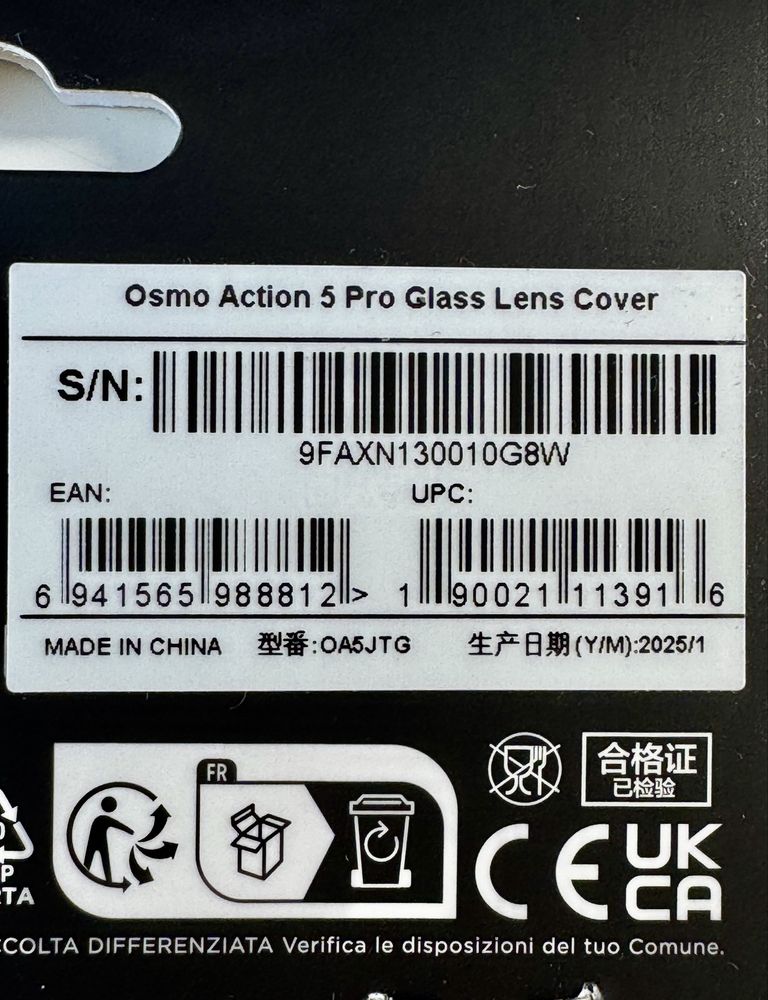 Osmo Action 5 Pro Glass Lens Cover
S/N:
9FAXN130010G8W
EAN: UPC:
6 941565 988812 > 1 90021 11391 6
MADE IN CHINA 型番:OA5JTG 生产日期(Y/M):2025/1
FR
合格证
已检验
CE
UK
CA
P
RTA
CCOLTA DIFFERENZIATA Verifica le disposizioni del tuo Comune.